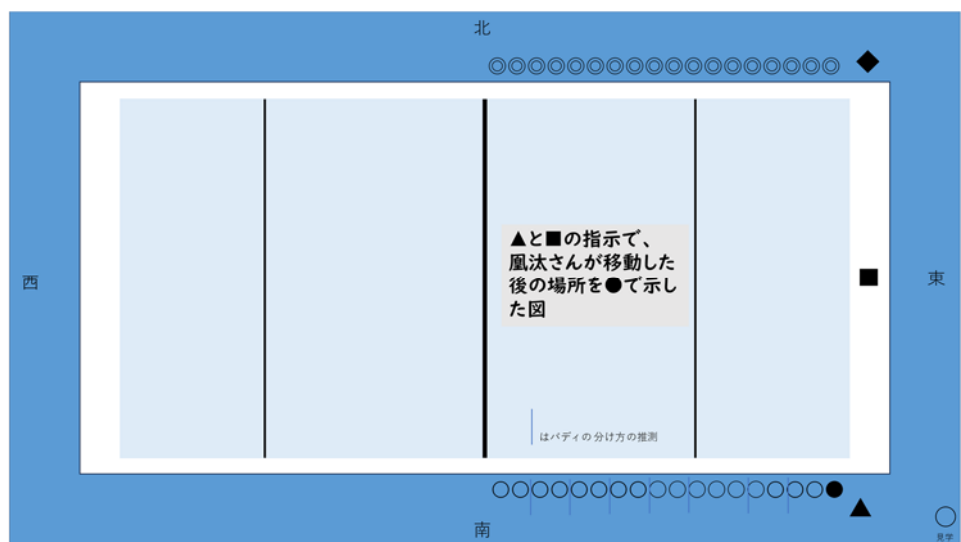 北
西
東
▲と■の指示で、
凰汰さんが移動した
後の場所を●で示し
た図
はバディの分け方の推測
南
見学